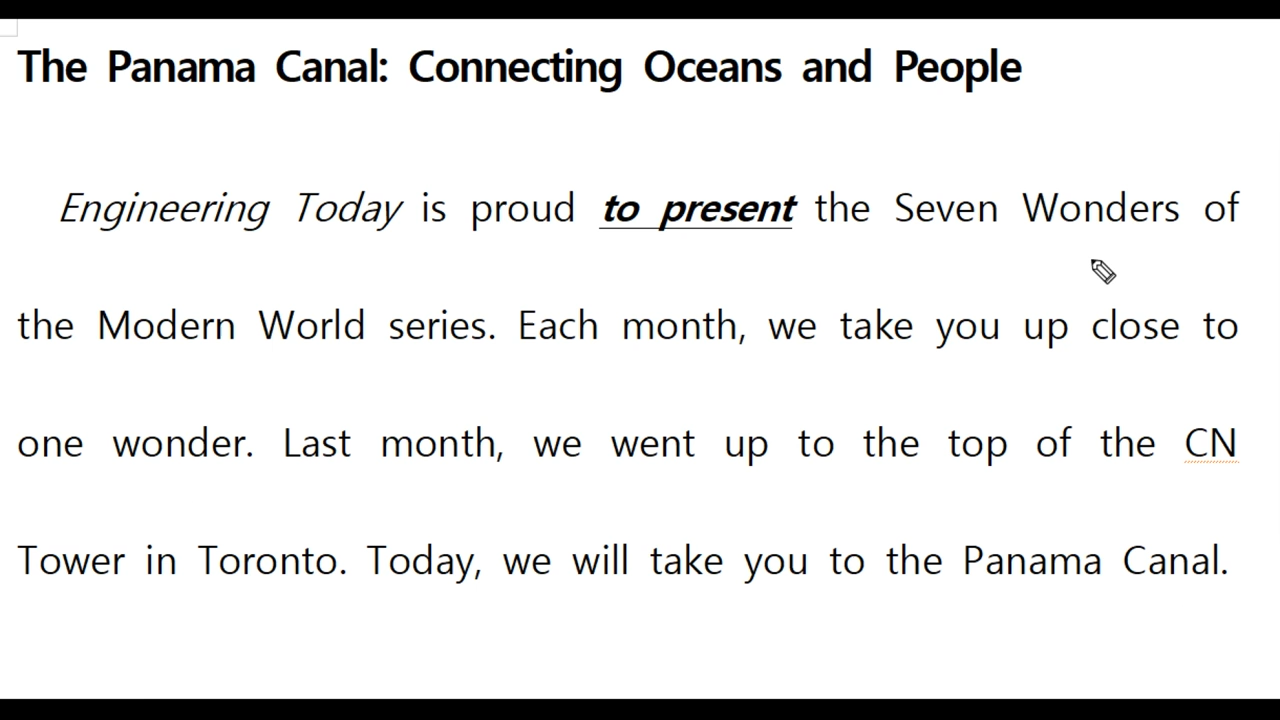 The Panama Canal: Connecting Oceans and People
Engineering Today is proud to present the Seven Wonders of
the Modern World series. Each month, we take you up close to
one wonder. Last month, we went up to the top of the CN
Tower in Toronto. Today, we will take you to the Panama Canal.